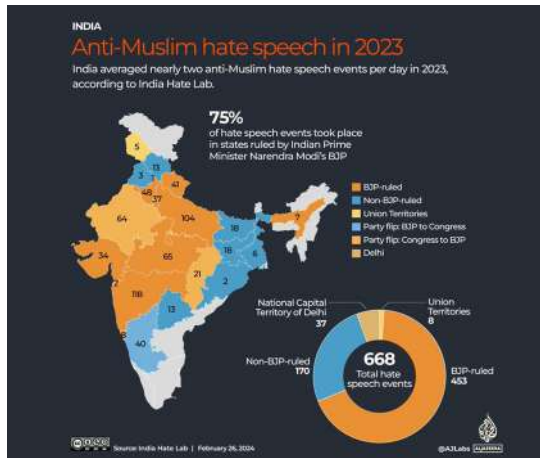 INDIA
Anti-Muslim hate speech in 2023
India averaged nearly two anti-Muslim hate speech events per day in 2023,
according to India Hate Lab.
75%
of hate speech events took place
in states ruled by Indian Prime
Minister Narendra Modi's BJP
BJP-ruled
Non-BJP-ruled
Union Territories
Party flip: BJP to Congress
Party flip: Congress to BJP
Delhi
5
13
3
1
48
41
37
64
104
7
18
34
65
18
6
21
2
2
118
13
40
National Capital
Territory of Delhi
37
Union
Territories
8
Non-BJP-ruled
170
668
Total hate
speech events
BJP-ruled
453
Source: India Hate Lab | February 26, 2024
@AJLabs
ALJAZEERA